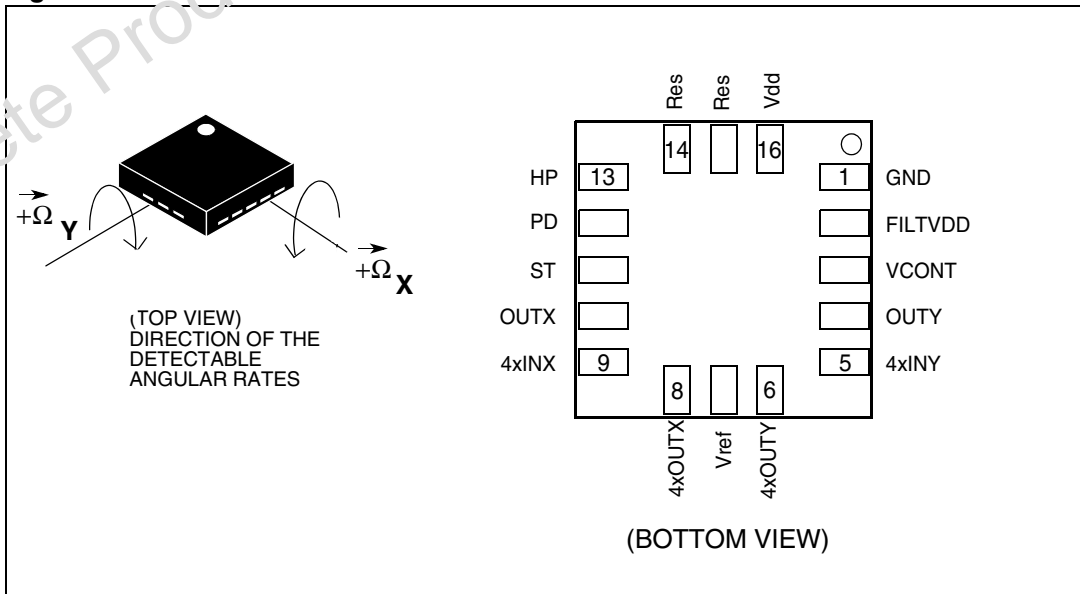 +Ω Y
+Ω X
(TOP VIEW)
DIRECTION OF THE
DETECTABLE
ANGULAR RATES
Res
Res
Vdd
14
16
HP
13
1
GND
PD
FILTVDD
ST
VCONT
OUTX
OUTY
4xINX
9
5
4xINY
8
6
4xOUTX
Vref
4xOUTY
(BOTTOM VIEW)